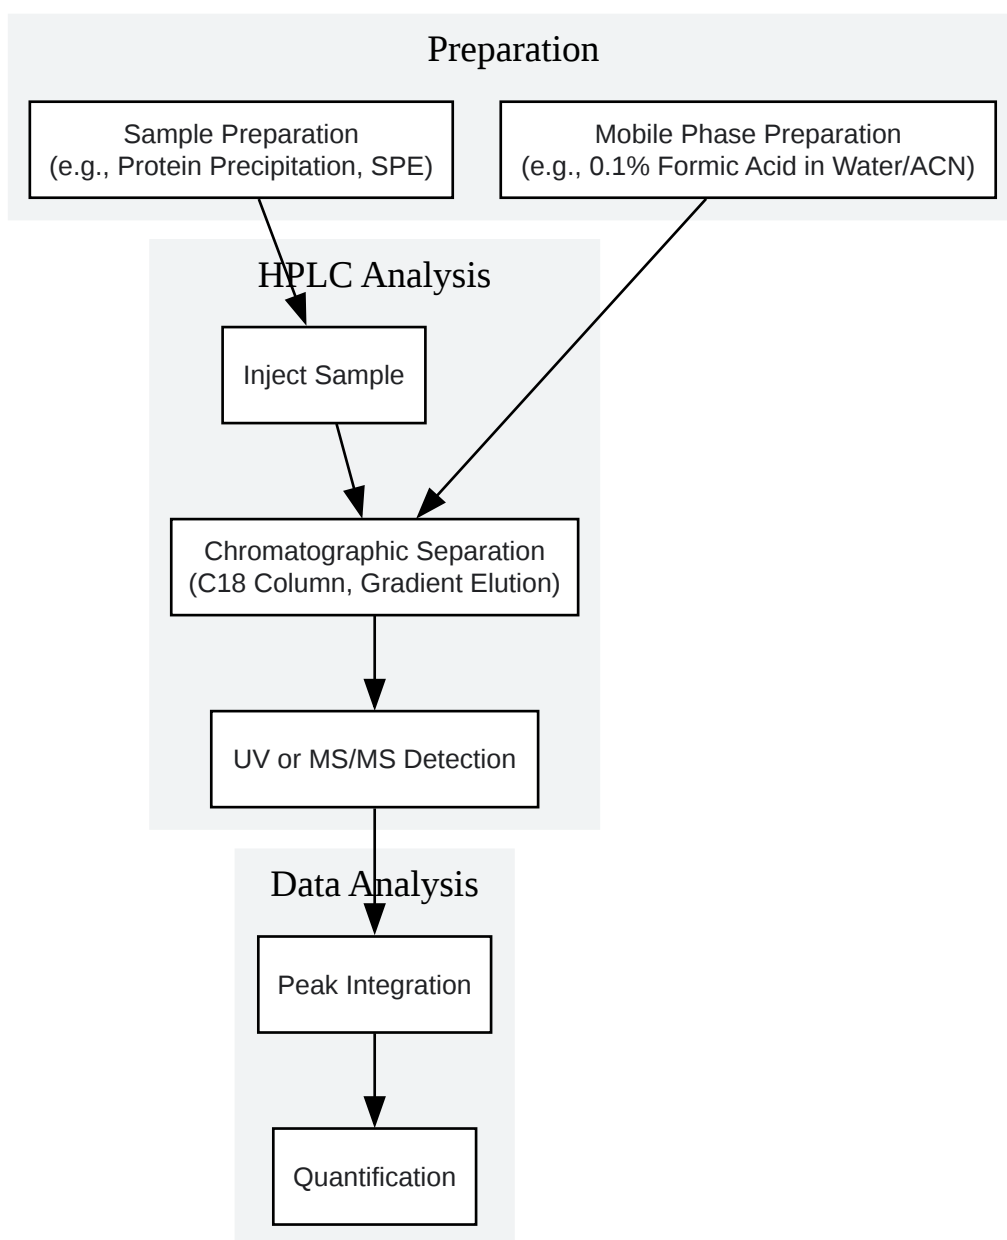 Preparation
Sample Preparation
(e.g., Protein Precipitation, SPE)
Mobile Phase Preparation
(e.g., 0.1% Formic Acid in Water/ACN)
HPLC Analysis
Inject Sample
Chromatographic Separation
(C18 Column, Gradient Elution)
UV or MS/MS Detection
Data Analysis
Peak Integration
Quantification